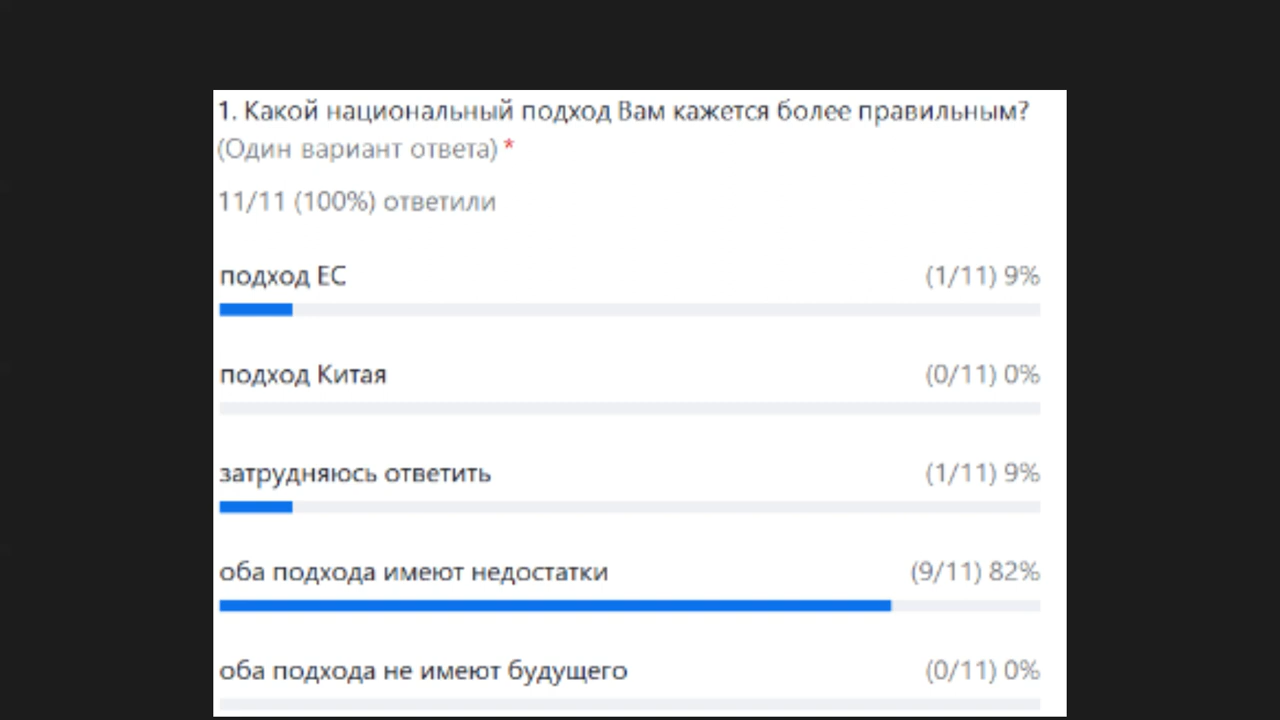 1. Какой национальный подход Вам кажется более правильным?
(Один вариант ответа) *
11/11 (100%) ответили
подход ЕС (1/11) 9%
подход Китая (0/11) 0%
затрудняюсь ответить (1/11) 9%
оба подхода имеют недостатки (9/11) 82%
оба подхода не имеют будущего (0/11) 0%